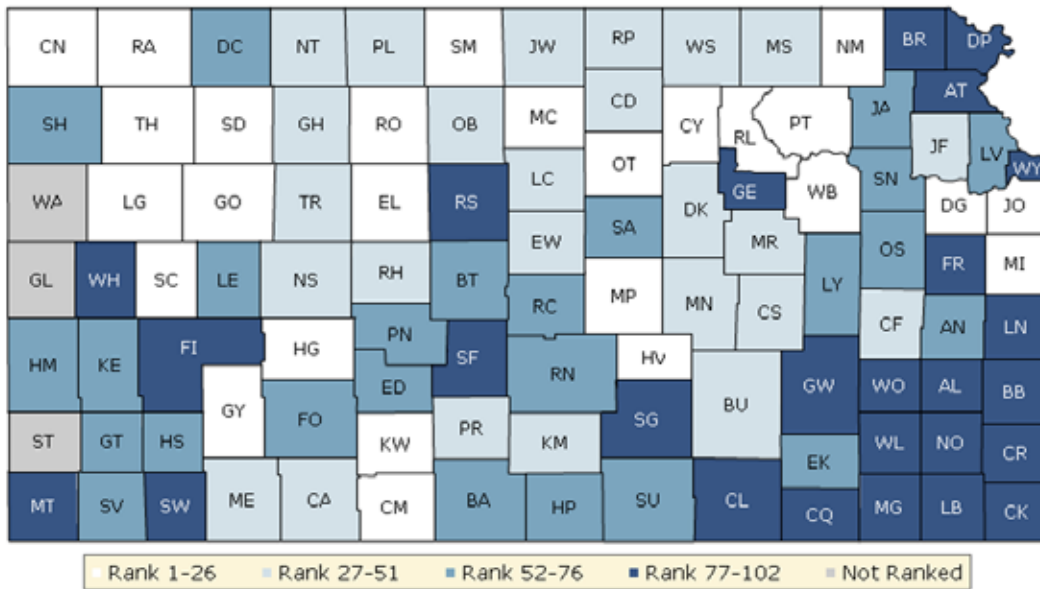 CN RA DC NT PL SM JW RP WS MS NM BR DP
SH TH SD GH RO OB MC CD CY RL PT JA AT
WA LG GO TR EL RS LC OT DK GE WB SN JF LV WY
GL WH SC LE NS RH BT EW SA MR OS DG JO
HM KE FI HG PN SF RC MP MN CS LY FR MI
ST GT HS GY FO ED RN HV BU CF AN LN
MT SV SW ME CA KW PR KM SG GW WO AL BB
CM BA HP SU CL EK WL NO CR
CQ MG LB CK
Rank 1-26 Rank 27-51 Rank 52-76 Rank 77-102 Not Ranked